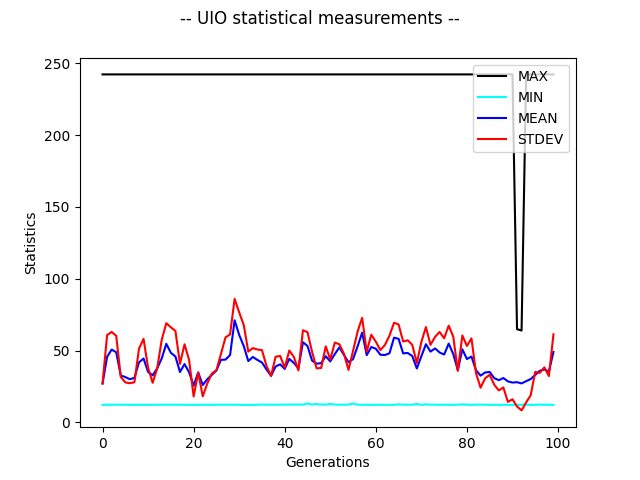 -- UIO statistical measurements --
250
200
150
100
50
0
Statistics
MAX
MIN
MEAN
STDEV
0 20 40 60 80 100
Generations